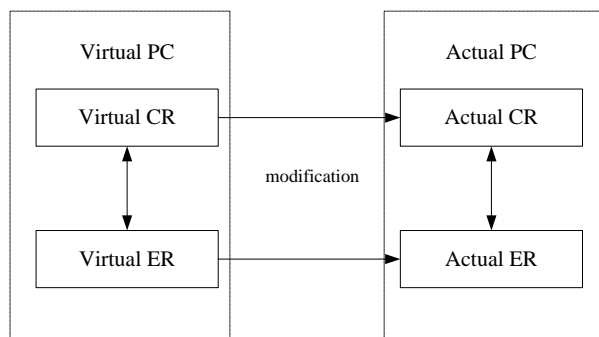 Virtual PC
Actual PC
Virtual CR
Actual CR
modification
Virtual ER
Actual ER